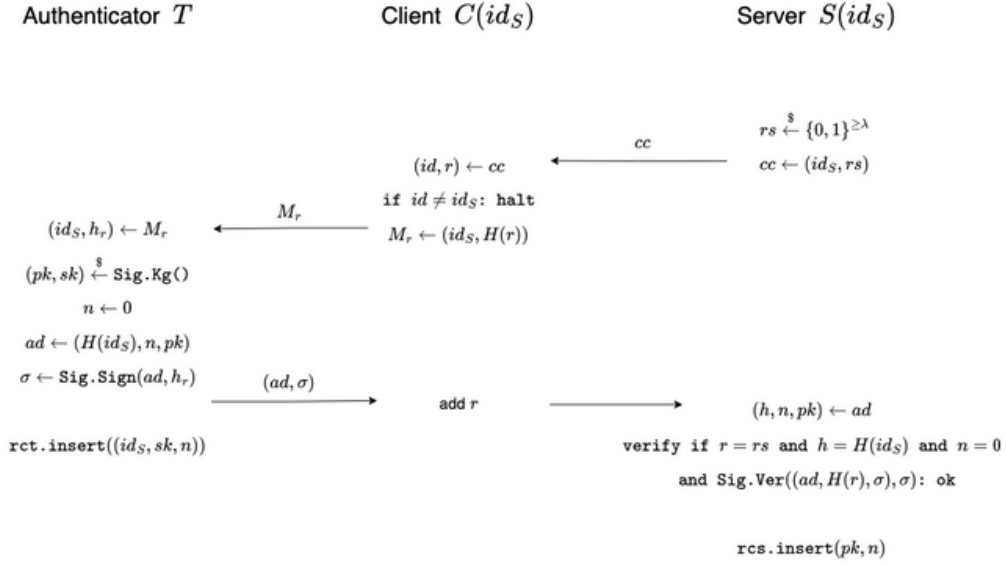 Authenticator T
Client C(id_S)
Server S(id_S)
rs $← {0,1}^{≥λ}
cc
cc ← (id_S, rs)
(id, r) ← cc
if id ≠ id_S: halt
M_r
M_r ← (id_S, H(r))
(id_S, h_r) ← M_r
(pk, sk) $← Sig.Kg()
n ← 0
ad ← (H(id_S), n, pk)
σ ← Sig.Sign(ad, h_r)
(ad, σ)
add r
rct.insert((id_S, sk, n))
(h, n, pk) ← ad
verify if r = rs and h = H(id_S) and n = 0
and Sig.Ver((ad, H(r), σ), σ): ok
rcs.insert(pk, n)